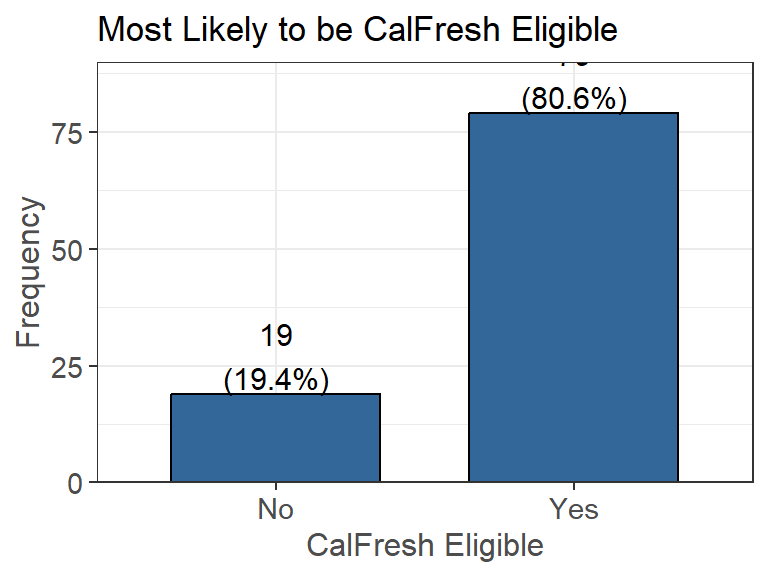 Most Likely to be CalFresh Eligible
(80.6%)
75
50
Frequency
19
25
(19.4%)
0
No
Yes
CalFresh Eligible